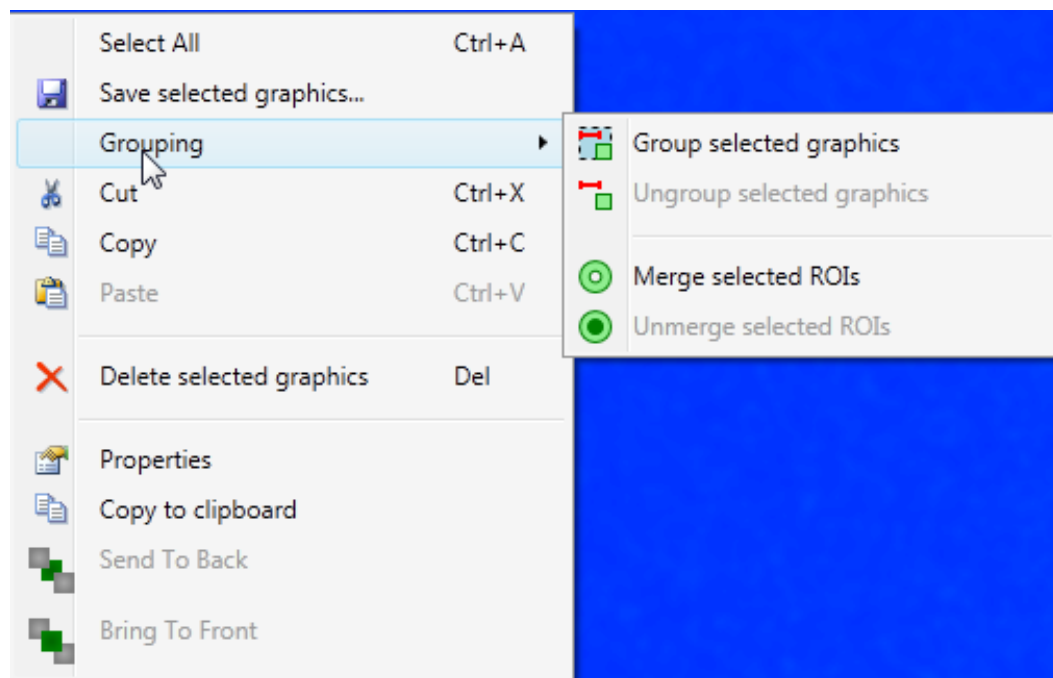 Select All Ctrl+A
Save selected graphics...
Grouping
Cut Ctrl+X
Copy Ctrl+C
Paste Ctrl+V
Delete selected graphics Del
Properties
Copy to clipboard
Send To Back
Bring To Front
Group selected graphics
Ungroup selected graphics
Merge selected ROIs
Unmerge selected ROIs